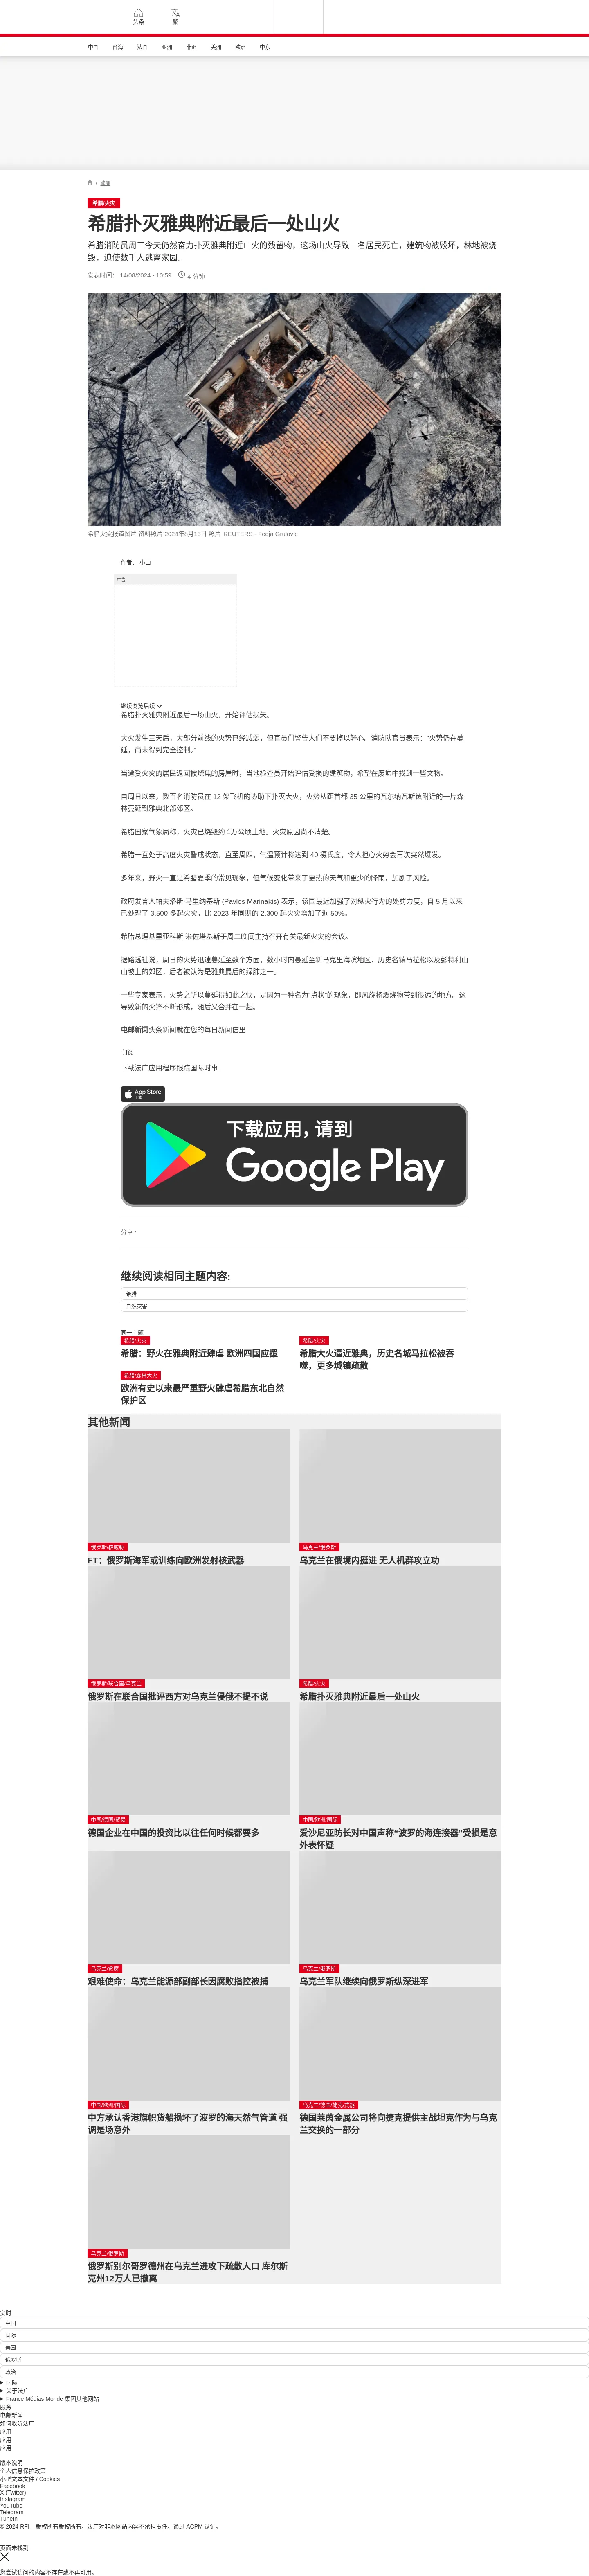 头条
繁
中国
台海
法国
亚洲
非洲
美洲
欧洲
中东
/ 欧洲
希腊/火灾
希腊扑灭雅典附近最后一处山火
希腊消防员周三今天仍然奋力扑灭雅典附近山火的残留物，这场山火导致一名居民死亡，建筑物被毁坏，林地被烧
毁，迫使数千人逃离家园。
发表时间： 14/08/2024 - 10:59
4 分钟
希腊火灾报道图片 资料照片 2024年8月13日 照片 REUTERS - Fedja Grulovic
作者： 小山
广告
继续浏览后续
希腊扑灭雅典附近最后一场山火，开始评估损失。
大火发生三天后，大部分前线的火势已经减弱，但官员们警告人们不要掉以轻心。消防队官员表示：“火势仍在蔓
延，尚未得到完全控制。”
当遭受火灾的居民返回被烧焦的房屋时，当地检查员开始评估受损的建筑物，希望在废墟中找到一些文物。
自周日以来，数百名消防员在 12 架飞机的协助下扑灭大火，火势从距首都 35 公里的瓦尔纳瓦斯镇附近的一片森
林蔓延到雅典北部郊区。
希腊国家气象局称，火灾已烧毁约 1万公顷土地。火灾原因尚不清楚。
希腊一直处于高度火灾警戒状态，直至周四，气温预计将达到 40 摄氏度，令人担心火势会再次突然爆发。
多年来，野火一直是希腊夏季的常见现象，但气候变化带来了更热的天气和更少的降雨，加剧了风险。
政府发言人帕夫洛斯·马里纳基斯 (Pavlos Marinakis) 表示，该国最近加强了对纵火行为的处罚力度，自 5 月以来
已处理了 3,500 多起火灾，比 2023 年同期的 2,300 起火灾增加了近 50%。
希腊总理基里亚科斯·米佐塔基斯于周二晚间主持召开有关最新火灾的会议。
据路透社说，周日的火势迅速蔓延至数个方面，数小时内蔓延至新马克里海滨地区、历史名镇马拉松以及彭特利山
山坡上的郊区，后者被认为是雅典最后的绿肺之一。
一些专家表示，火势之所以蔓延得如此之快，是因为一种名为“点状”的现象，即风旋将燃烧物带到很远的地方。这
导致新的火锋不断形成，随后又合并在一起。
电邮新闻头条新闻就在您的每日新闻信里
订阅
下载法广应用程序跟踪国际时事
App Store
下载
下载应用，请到
Google Play
分享 :
继续阅读相同主题内容:
希腊
自然灾害
同一主题
希腊/火灾
希腊：野火在雅典附近肆虐 欧洲四国应援
希腊/火灾
希腊大火逼近雅典，历史名城马拉松被吞
噬，更多城镇疏散
希腊/森林大火
欧洲有史以来最严重野火肆虐希腊东北自然
保护区
其他新闻
俄罗斯/核威胁
FT：俄罗斯海军或训练向欧洲发射核武器
乌克兰/俄罗斯
乌克兰在俄境内挺进 无人机群攻立功
俄罗斯/联合国/乌克兰
俄罗斯在联合国批评西方对乌克兰侵俄不提不说
希腊/火灾
希腊扑灭雅典附近最后一处山火
中国/德国/贸易
德国企业在中国的投资比以往任何时候都要多
中国/欧洲/国际
爱沙尼亚防长对中国声称“波罗的海连接器”受损是意
外表怀疑
乌克兰/贪腐
艰难使命：乌克兰能源部副部长因腐败指控被捕
乌克兰/俄罗斯
乌克兰军队继续向俄罗斯纵深进军
中国/欧洲/国际
中方承认香港旗帜货船损坏了波罗的海天然气管道 强
调是场意外
乌克兰/德国/捷克/武器
德国莱茵金属公司将向捷克提供主战坦克作为与乌克
兰交换的一部分
乌克兰/俄罗斯
俄罗斯别尔哥罗德州在乌克兰进攻下疏散人口 库尔斯
克州12万人已撤离
实时
中国
国际
美国
俄罗斯
政治
国际
关于法广
France Médias Monde 集团其他网站
服务
电邮新闻
如何收听法广
应用
应用
应用
版本说明
个人信息保护政策
小型文本文件 / Cookies
Facebook
X (Twitter)
Instagram
YouTube
Telegram
TuneIn
© 2024 RFI – 版权所有版权所有。法广对非本网站内容不承担责任。通过 ACPM 认证。
页面未找到
您尝试访问的内容不存在或不再可用。